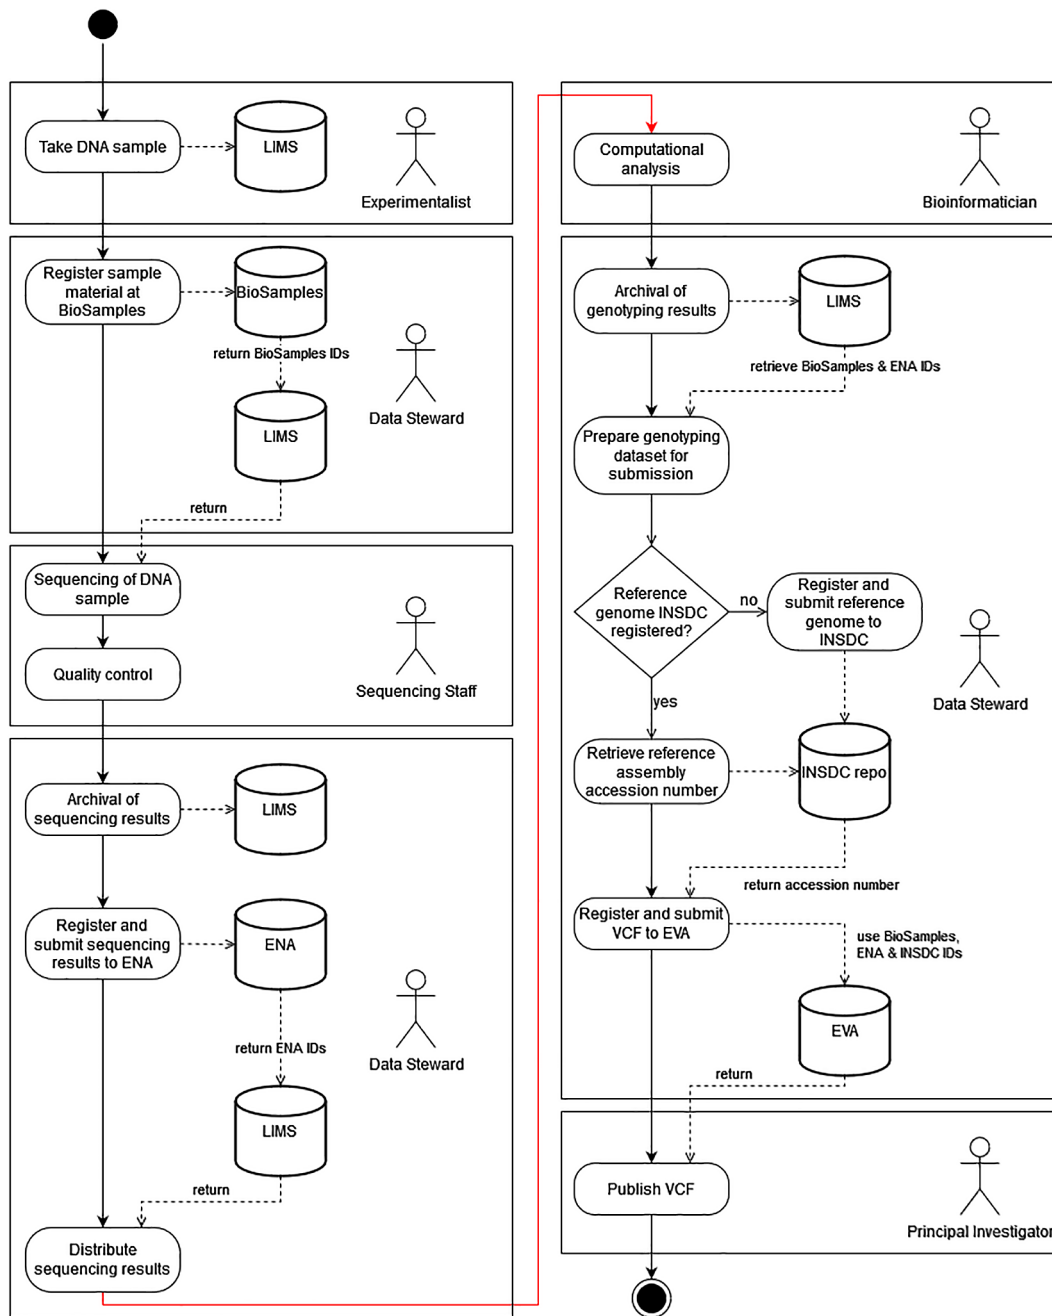 Take DNA sample
LIMS
Experimentalist
Register sample
material at
BioSamples
BioSamples
return BioSamples IDs
LIMS
Data Steward
return
Sequencing of DNA
sample
Quality control
Sequencing Staff
Archival of
sequencing results
LIMS
Register and
submit sequencing
results to ENA
ENA
return ENA IDs
Data Steward
LIMS
return
Distribute
sequencing results
Computational
analysis
Bioinformatician
Archival of
genotyping results
LIMS
retrieve BioSamples & ENA IDs
Prepare genotyping
dataset for
submission
Reference
genome INSDC
registered?
no
Register and
submit reference
genome to
INSDC
Data Steward
yes
Retrieve reference
assembly
accession number
INSDC repo
return accession number
Register and submit
VCF to EVA
use BioSamples,
ENA & INSDC IDs
EVA
return
Publish VCF
Principal Investigator